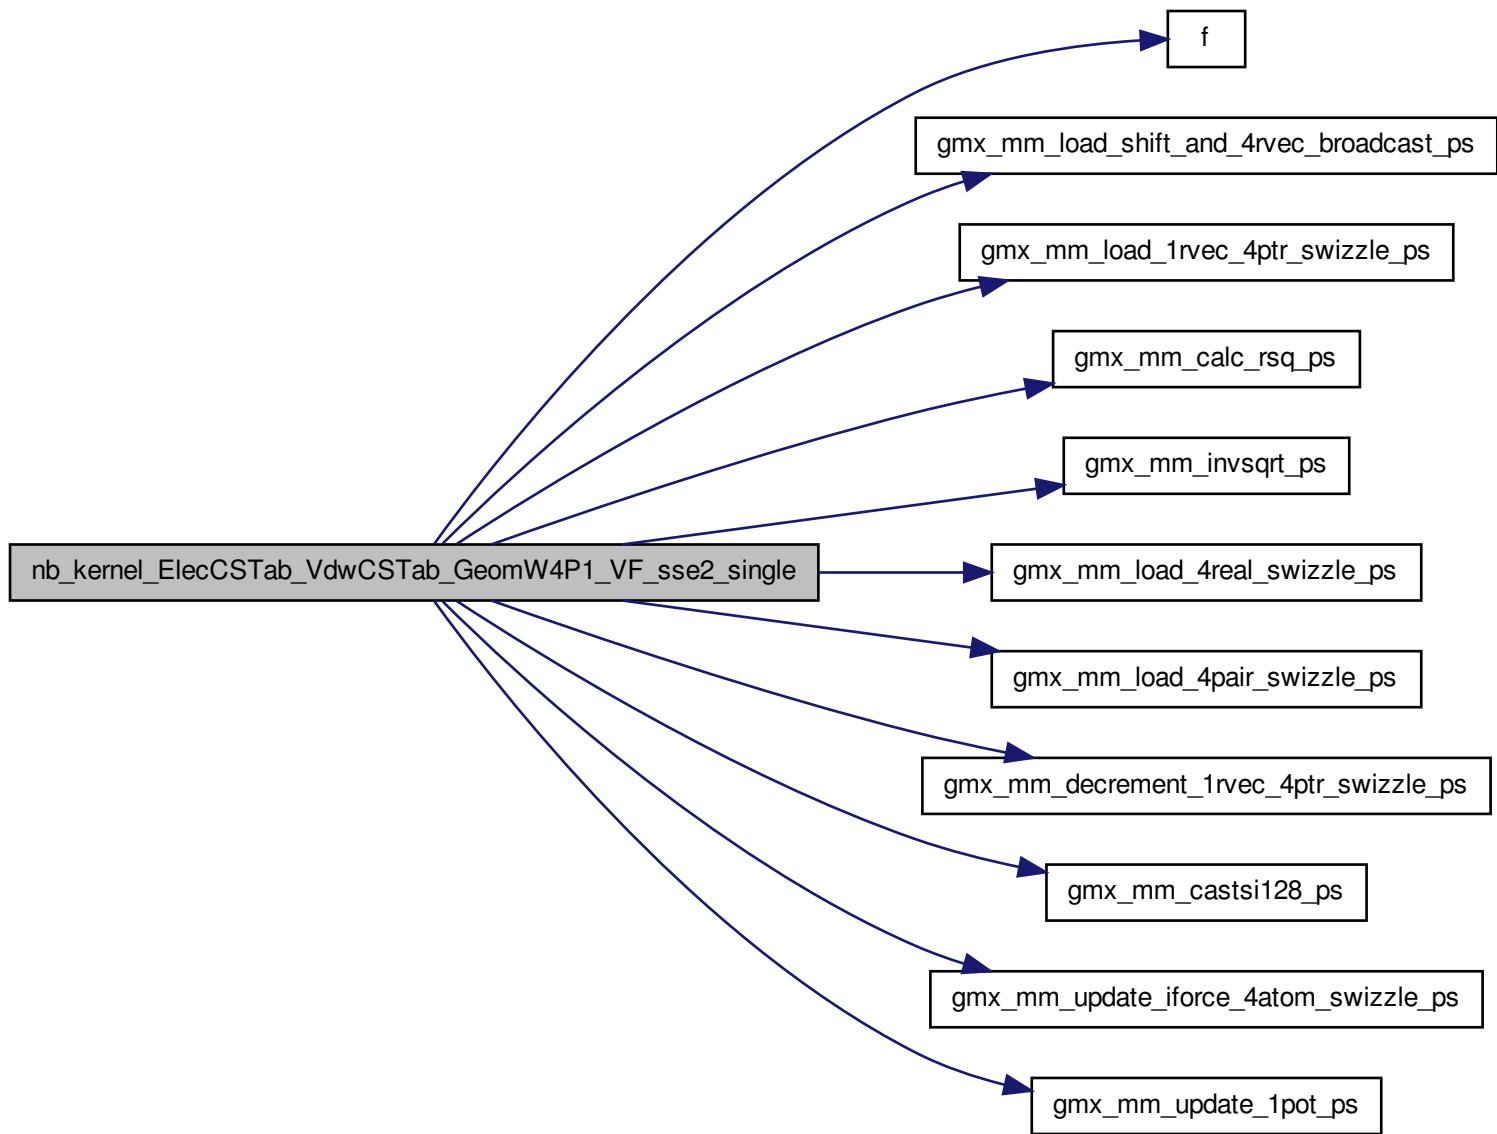 f
gmx_mm_load_shift_and_4rvec_broadcast_ps
gmx_mm_load_1rvec_4ptr_swizzle_ps
gmx_mm_calc_rsq_ps
gmx_mm_invsqrt_ps
nb_kernel_ElecCSTab_VdwCSTab_GeomW4P1_VF_sse2_single
gmx_mm_load_4real_swizzle_ps
gmx_mm_load_4pair_swizzle_ps
gmx_mm_decrement_1rvec_4ptr_swizzle_ps
gmx_mm_castsi128_ps
gmx_mm_update_iforce_4atom_swizzle_ps
gmx_mm_update_1pot_ps